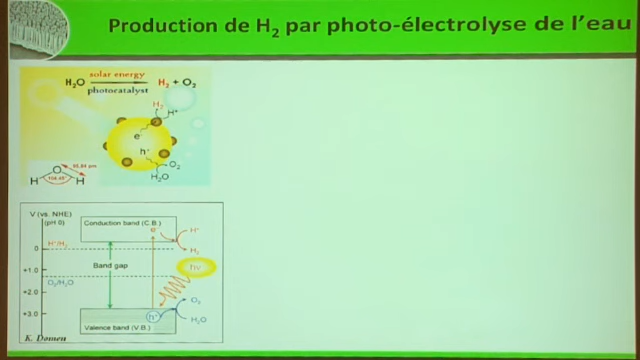 Production de H₂ par photo-électrolyse de l'eau
solar energy
H₂O → H₂ + O₂
photocatalyst
H₂
H⁺
e⁻
h⁺
O₂
H₂O
O
H H
104.45°
V (vs. NHE)
(pH 0)
Conduction band (C.B.)
e⁻
H⁺
H⁺/H₂
0
H₂
Band gap
hν
+1.0
O₂/H₂O
+2.0
O₂
+3.0
h⁺
H₂O
Valence band (V.B.)
K. Domen